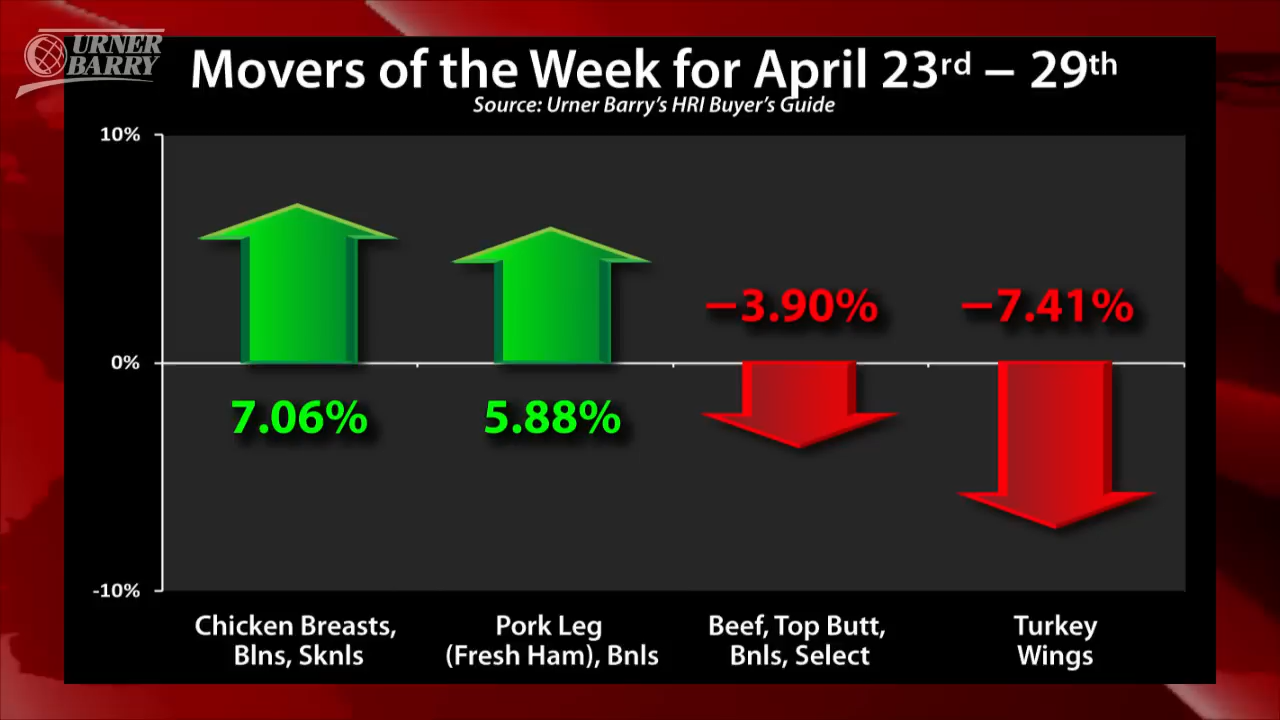 URNER
BARRY
Movers of the Week for April 23rd – 29th
Source: Urner Barry's HRI Buyer's Guide
10%
0%
-10%
7.06%
5.88%
–3.90%
–7.41%
Chicken Breasts,
Blns, Sknls
Pork Leg
(Fresh Ham), Bnls
Beef, Top Butt,
Bnls, Select
Turkey
Wings